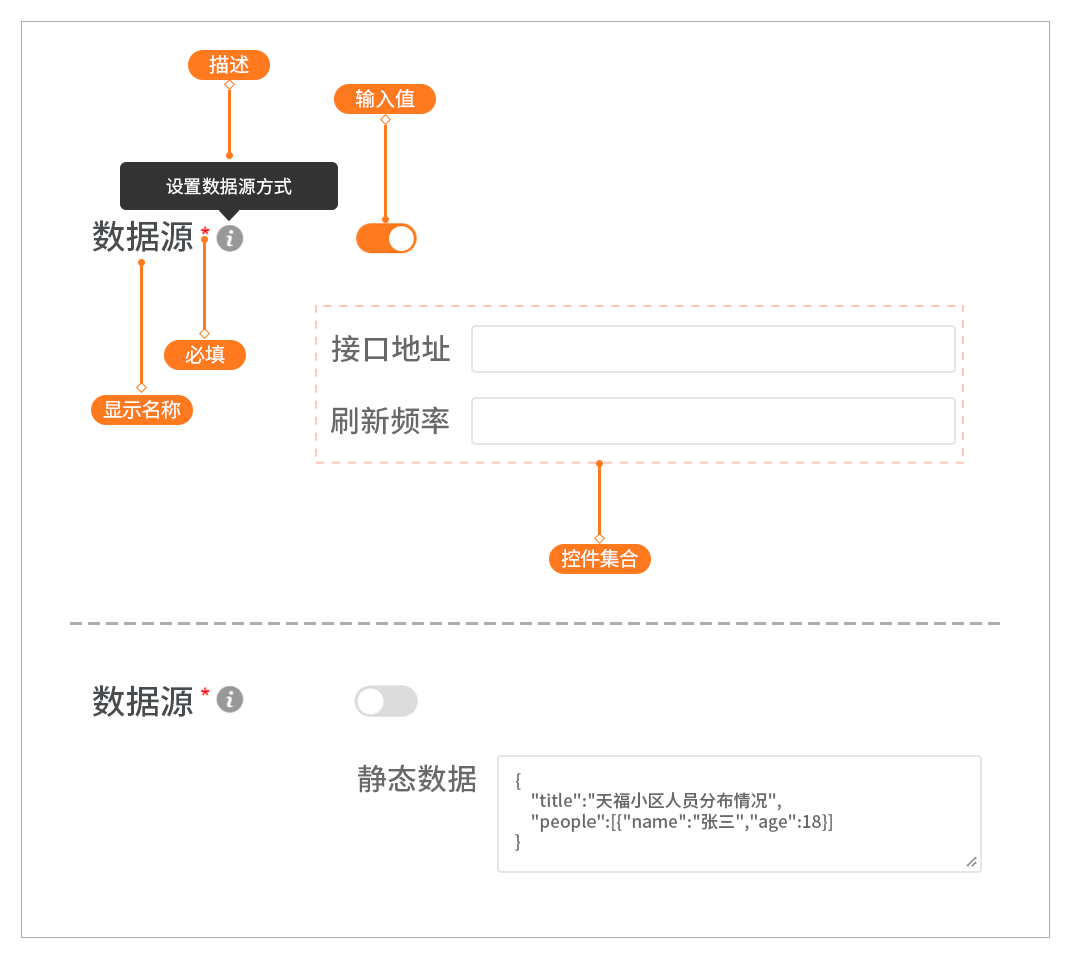 描述
输入值
设置数据源方式
数据源 *
必填
显示名称
接口地址
刷新频率
控件集合
数据源 *
静态数据
{
"title":"天福小区人员分布情况",
"people":[{"name":"张三","age":18}]
}